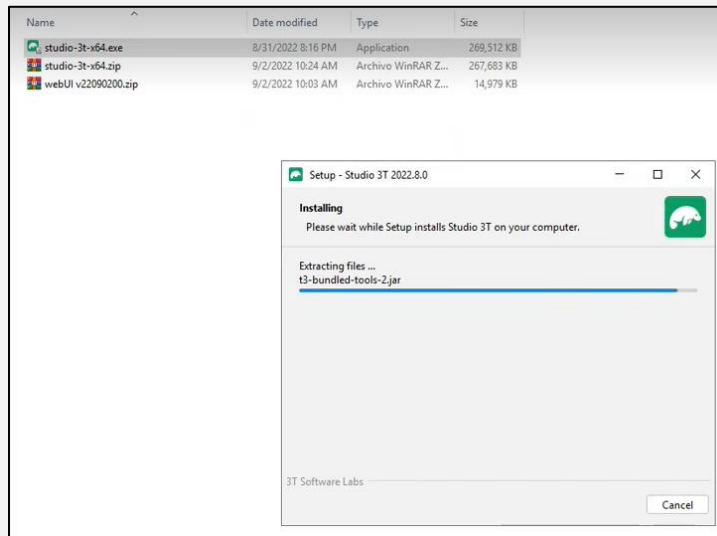 Name Date modified Type Size
studio-3t-x64.exe 8/31/2022 8:16 PM Application 269,512 KB
studio-3t-x64.zip 9/2/2022 10:24 AM Archivo WinRAR Z... 267,683 KB
webUI v22090200.zip 9/2/2022 10:03 AM Archivo WinRAR Z... 14,979 KB
Setup - Studio 3T 2022.8.0
Installing
Please wait while Setup installs Studio 3T on your computer.
Extracting files ...
t3-bundled-tools-2.jar
3T Software Labs
Cancel